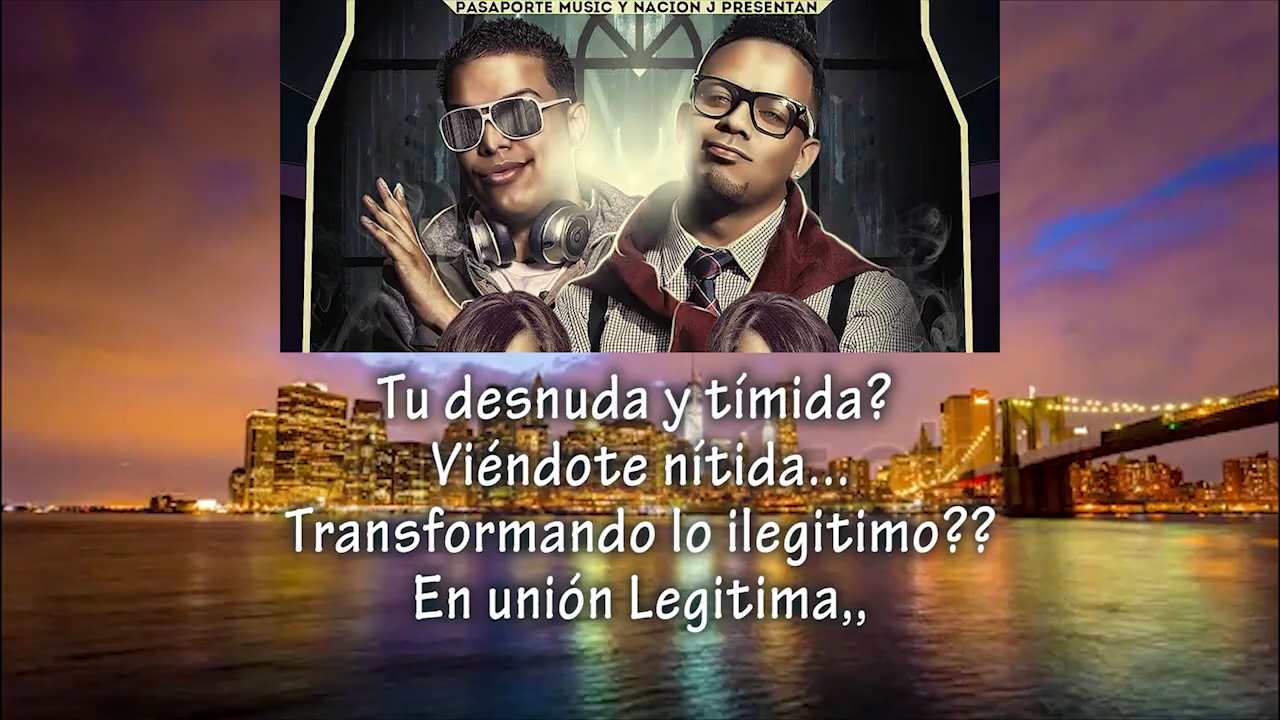 PASAPORTE MUSIC Y NACION J PRESENTAN
Tu desnuda y tímida?
Viéndote nítida...
Transformando lo ilegitimo??
En unión Legitima,,